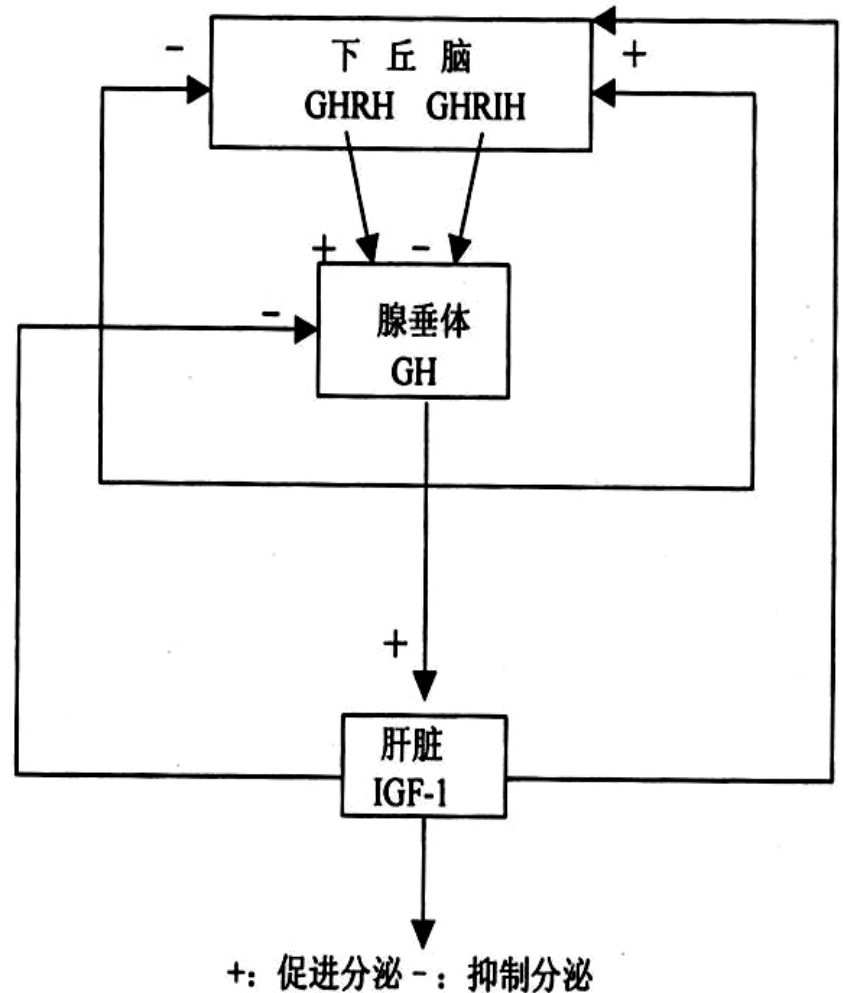 -
下丘脑
+
GHRH GHRIH
+ -
-
腺垂体
GH
+
肝脏
IGF-1
+：促进分泌 -：抑制分泌